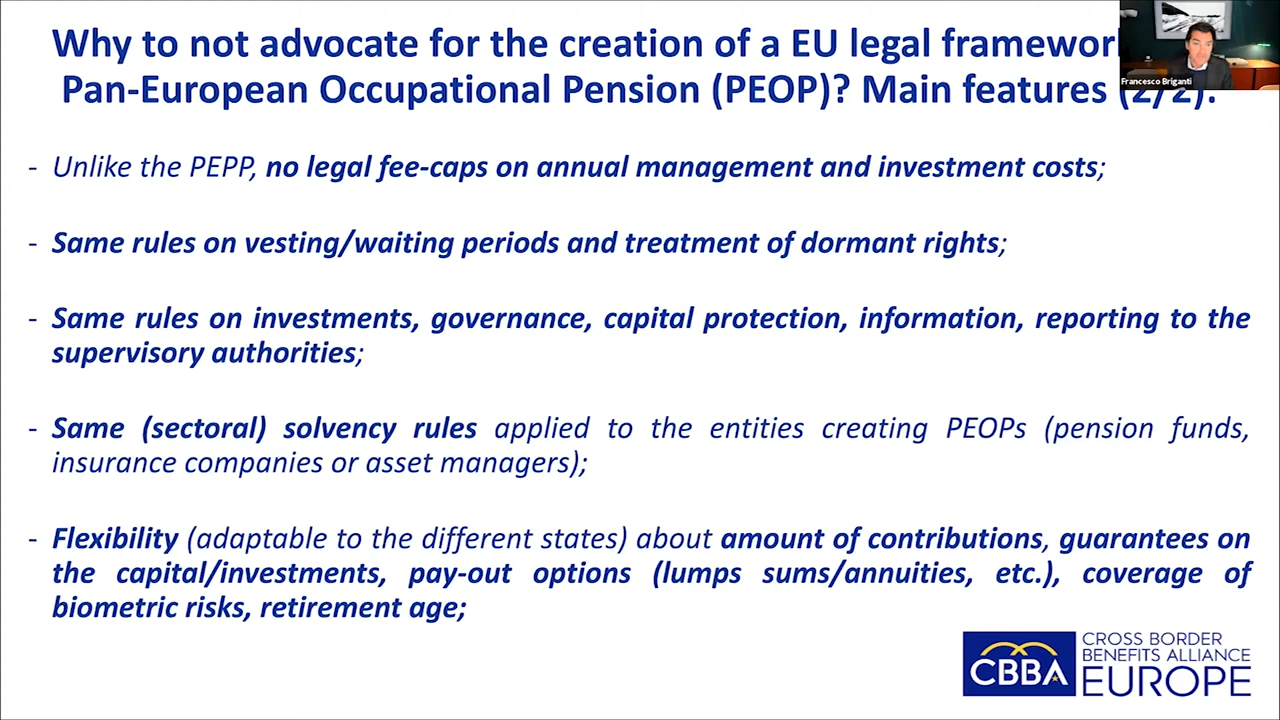 Why to not advocate for the creation of a EU legal framewor
Pan-European Occupational Pension (PEOP)? Main features (2/2).
Francesco Briganti
- Unlike the PEPP, no legal fee-caps on annual management and investment costs;
- Same rules on vesting/waiting periods and treatment of dormant rights;
- Same rules on investments, governance, capital protection, information, reporting to the
supervisory authorities;
- Same (sectoral) solvency rules applied to the entities creating PEOPs (pension funds,
insurance companies or asset managers);
- Flexibility (adaptable to the different states) about amount of contributions, guarantees on
the capital/investments, pay-out options (lumps sums/annuities, etc.), coverage of
biometric risks, retirement age;
CBBA
CROSS BORDER
BENEFITS ALLIANCE
EUROPE